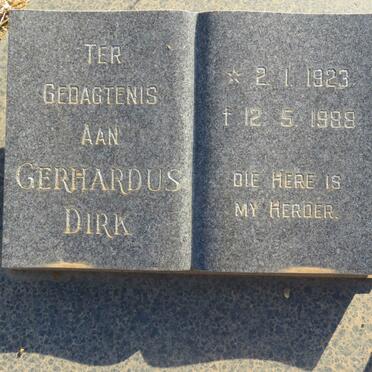 TER
GEDAGTENIS
AAN
GERHARDUS
DIRK
* 2. 1. 1923
† 12. 5. 1989
DIE HERE IS
MY HERDER.